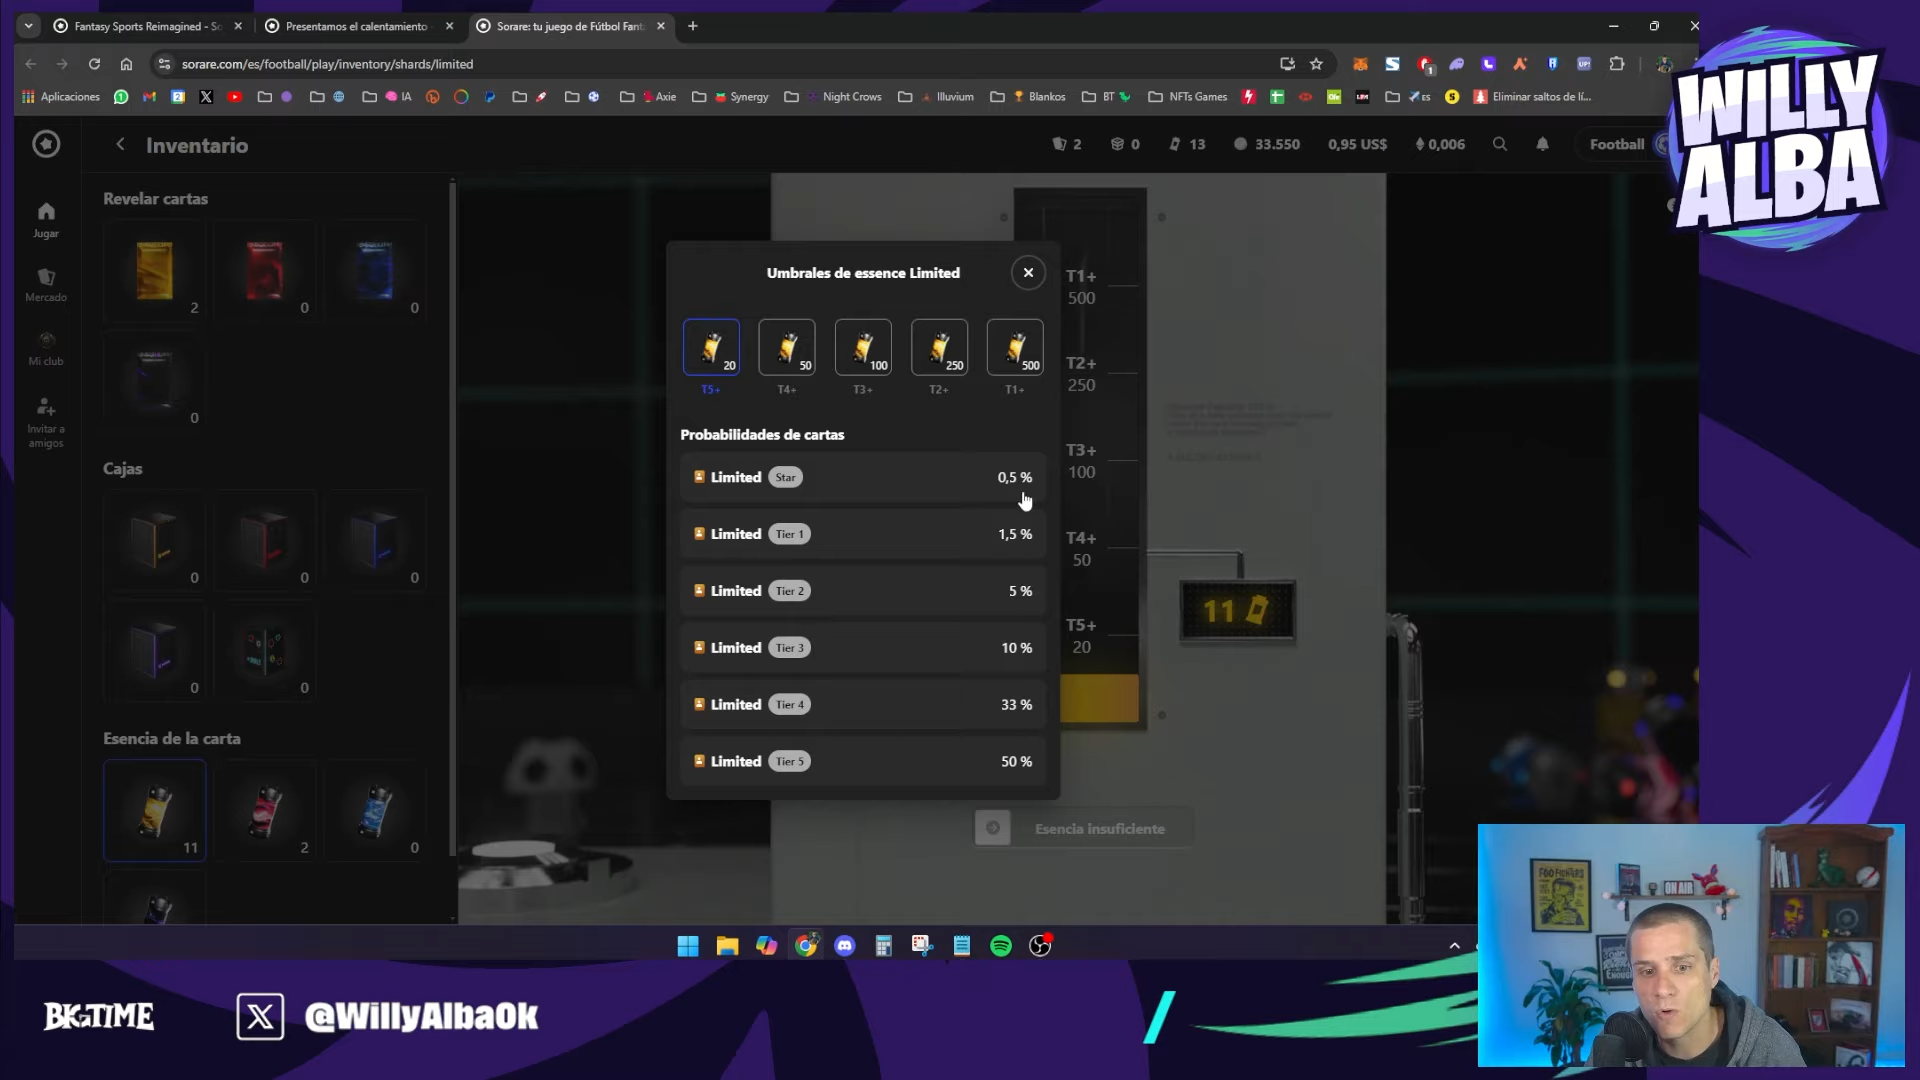 Fantasy Sports Reimagined - So
Presentamos el calentamiento
Sorare: tu juego de Fútbol Fant
sorare.com/es/football/play/inventory/shards/limited
1
UP!
Aplicaciones
IA
Axie
Synergy
Night Crows
Illuvium
Blankos
BT
NFTs Games
ES
Eliminar saltos de lí...
WILLY
ALBA
Inventario
2
0
13
33.550
0,95 US$
0,006
Football
Jugar
Mercado
Mi club
Invitar a
amigos
Revelar cartas
2
0
0
0
Cajas
0
0
0
0
0
Esencia de la carta
11
2
0
Umbrales de essence Limited
20
50
100
250
500
T5+
T4+
T3+
T2+
T1+
Probabilidades de cartas
Limited Star 0,5 %
Limited Tier 1 1,5 %
Limited Tier 2 5 %
Limited Tier 3 10 %
Limited Tier 4 33 %
Limited Tier 5 50 %
T1+
500
T2+
250
T3+
100
T4+
50
T5+
20
11
Esencia insuficiente
FOO FIGHTERS
ON AIR
BIGTIME
@WillyAlbaOk